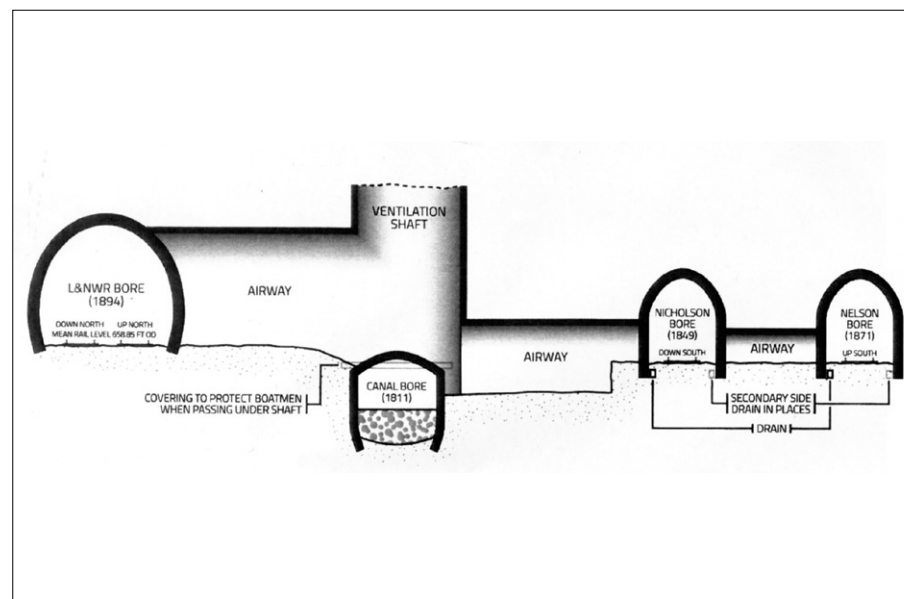 VENTILATION
SHAFT
L&NWR BORE
(1894)
AIRWAY
DOWN NORTH UP NORTH
MEAN RAIL LEVEL 658.85 FT OD
NICHOLSON
BORE
(1849)
DOWN SOUTH
NELSON
BORE
(1871)
UP SOUTH
AIRWAY
AIRWAY
CANAL BORE
(1811)
COVERING TO PROTECT BOATMEN
WHEN PASSING UNDER SHAFT
SECONDARY SIDE
DRAIN IN PLACES
DRAIN